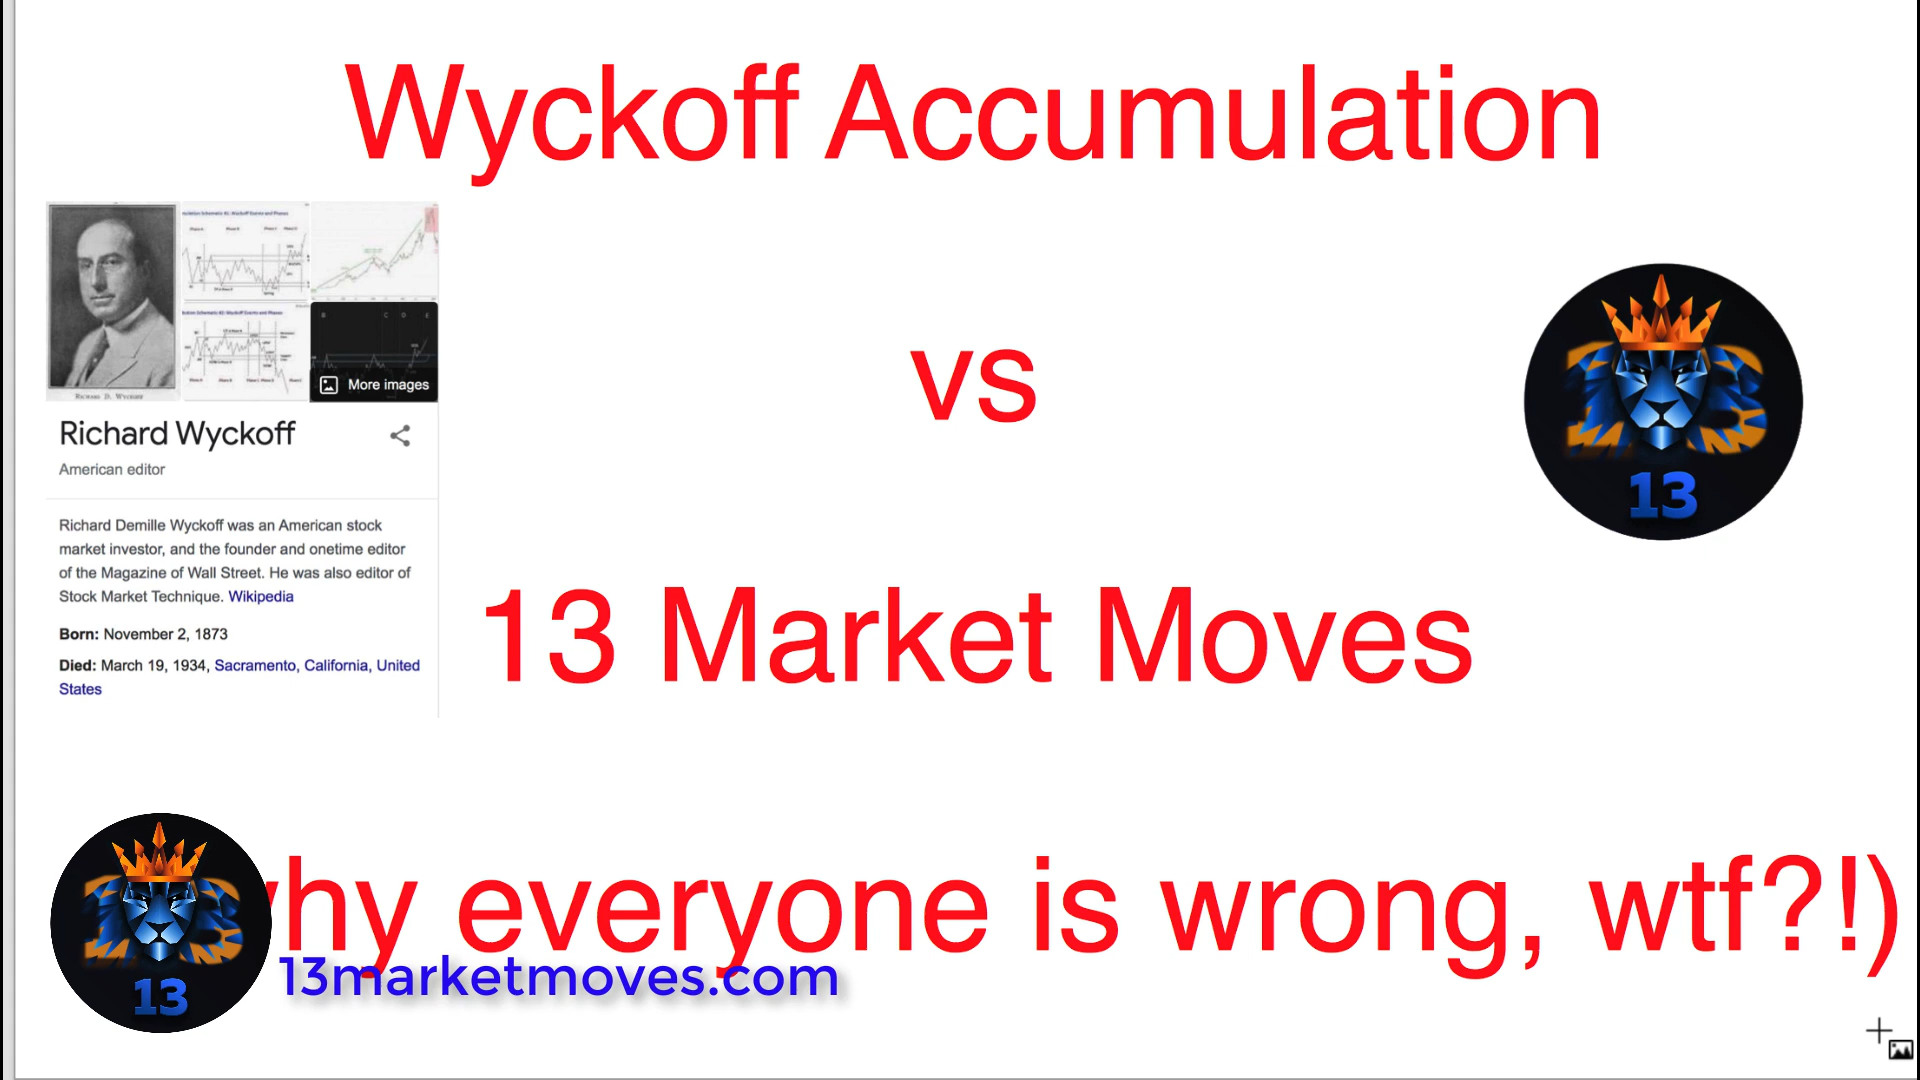 Wyckoff Accumulation
RICHARD D. WYCKOFF
More images
Richard Wyckoff
American editor
Richard Demille Wyckoff was an American stock
market investor, and the founder and onetime editor
of the Magazine of Wall Street. He was also editor of
Stock Market Technique. Wikipedia
Born: November 2, 1873
Died: March 19, 1934, Sacramento, California, United
States
vs
13
13 Market Moves
13
hy everyone is wrong, wtf?!)
13marketmoves.com